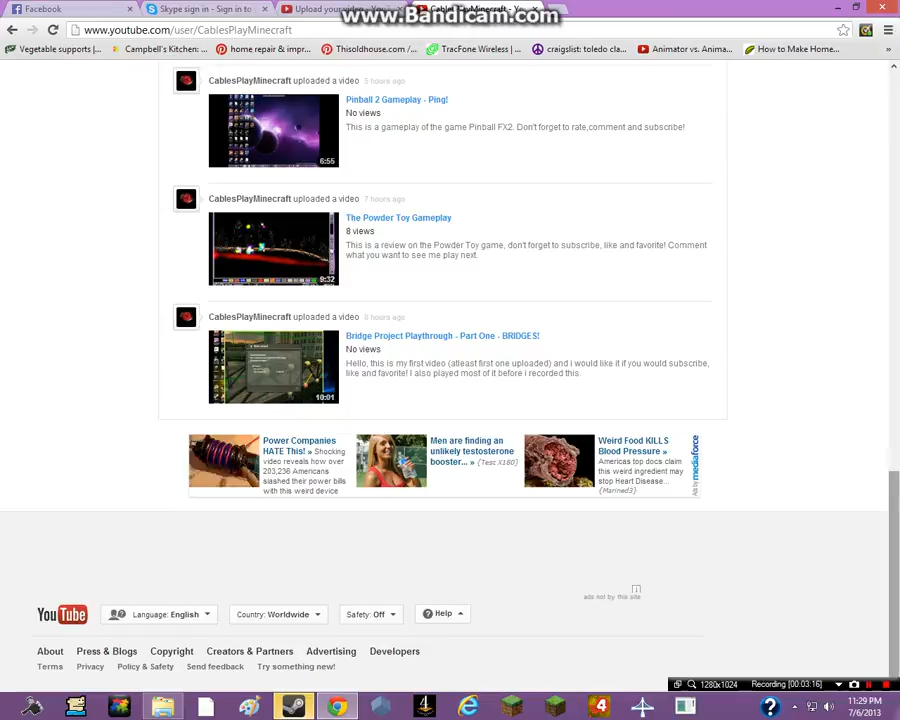 Facebook
Skype sign in - Sign in to
Upload your video - Yo
www.Bandicam.com
www.youtube.com/user/CablesPlayMinecraft
Vegetable supports |...
Campbell's Kitchen: ...
home repair & impr...
Thisoldhouse.com /...
TracFone Wireless |...
craigslist: toledo cla...
Animator vs. Anima...
How to Make Home...
»
CablesPlayMinecraft uploaded a video 5 hours ago
Pinball 2 Gameplay - Ping!
No views
This is a gameplay of the game Pinball FX2. Don't forget to rate,comment and subscribe!
6:55
CablesPlayMinecraft uploaded a video 7 hours ago
The Powder Toy Gameplay
8 views
This is a review on the Powder Toy game, don't forget to subscribe, like and favorite! Comment
what you want to see me play next.
9:32
CablesPlayMinecraft uploaded a video 8 hours ago
Bridge Project Playthrough - Part One - BRIDGES!
No views
Hello, this is my first video (atleast first one uploaded) and i would like it if you would subscribe,
like and favorite! I also played most of it before i recorded this.
10:01
Power Companies
HATE This! » Shocking
video reveals how over
203,236 Americans
slashed their power bills
with this weird device
Men are finding an
unlikely testosterone
booster... » {Test X180}
Weird Food KILLS
Blood Pressure »
Americas top docs claim
this weird ingredient may
stop Heart Disease...
{Marined3}
Ads by mediaforce
ads not by this site
YouTube
Language: English
Country: Worldwide
Safety: Off
Help
About
Press & Blogs
Copyright
Creators & Partners
Advertising
Developers
Terms
Privacy
Policy & Safety
Send feedback
Try something new!
1280x1024
Recording [00:03:16]
4
4
11:29 PM
7/6/2013